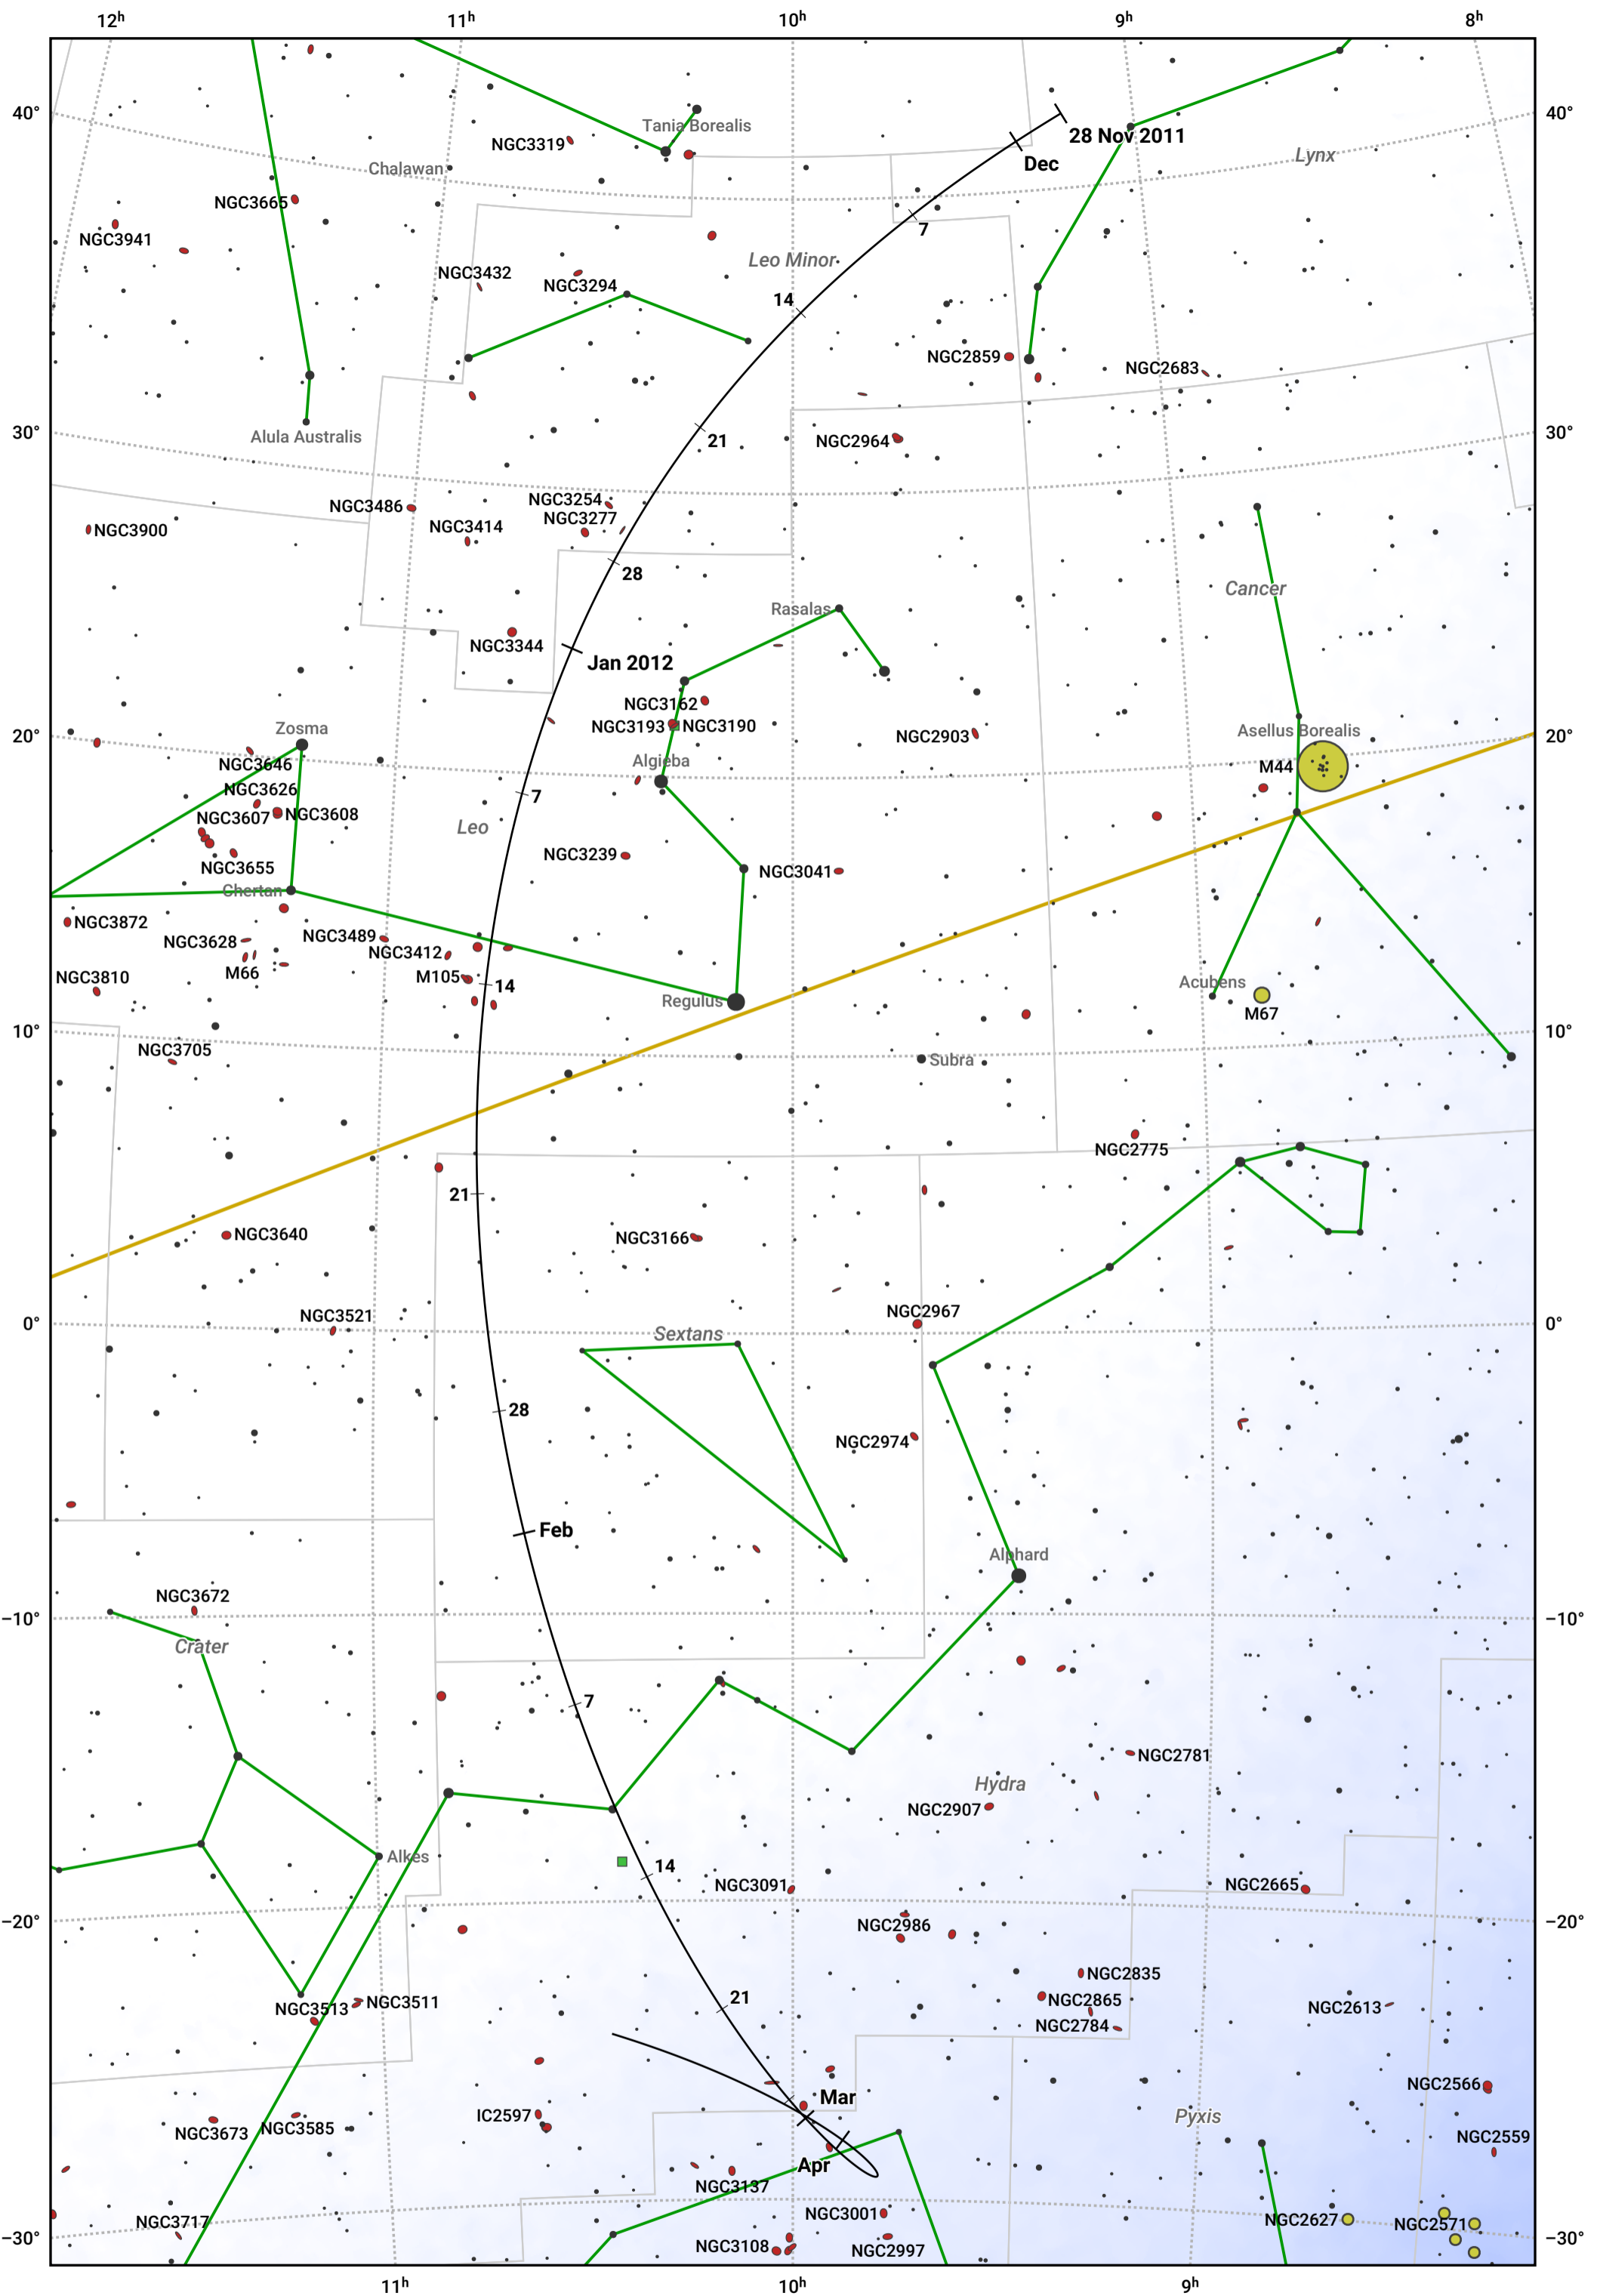 12h 11h 10h 9h 8h
40° 40°
28 Nov 2011
Tania Borealis
NGC3319
Dec
Lynx
Chalawan
NGC3665
7
NGC3941
Leo Minor
NGC3432
NGC3294
14
NGC2859
NGC2683
30° 30°
Alula Australis
21
NGC2964
NGC3486
NGC3254
NGC3277
NGC3414
NGC3900
28
Cancer
Rasalas
NGC3344
Jan 2012
NGC3162
NGC3193 NGC3190
Zosma
Asellus Borealis
20° 20°
NGC2903
Algieba
NGC3646
M44
NGC3626
7
NGC3607 NGC3608
Leo
NGC3239
NGC3655
NGC3041
Chertan
NGC3872
NGC3628
NGC3489
NGC3412
M66
NGC3810
M105
14
Regulus
Acubens
M67
10° 10°
NGC3705
Subra
NGC2775
21
NGC3640
NGC3166
NGC3521
NGC2967
0° 0°
Sextans
28
NGC2974
Feb
Alphard
NGC3672
−10° −10°
Crater
7
NGC2781
Hydra
NGC2907
Alkes
14
NGC3091
NGC2665
−20° −20°
NGC2986
NGC2835
NGC3513 NGC3511
21
NGC2865
NGC2613
NGC2784
Mar
NGC2566
IC2597
Pyxis
NGC3673 NGC3585
NGC2559
Apr
NGC3137
NGC3001
NGC3717
NGC2627
NGC2571
−30° −30°
NGC3108
NGC2997
11h 10h 9h